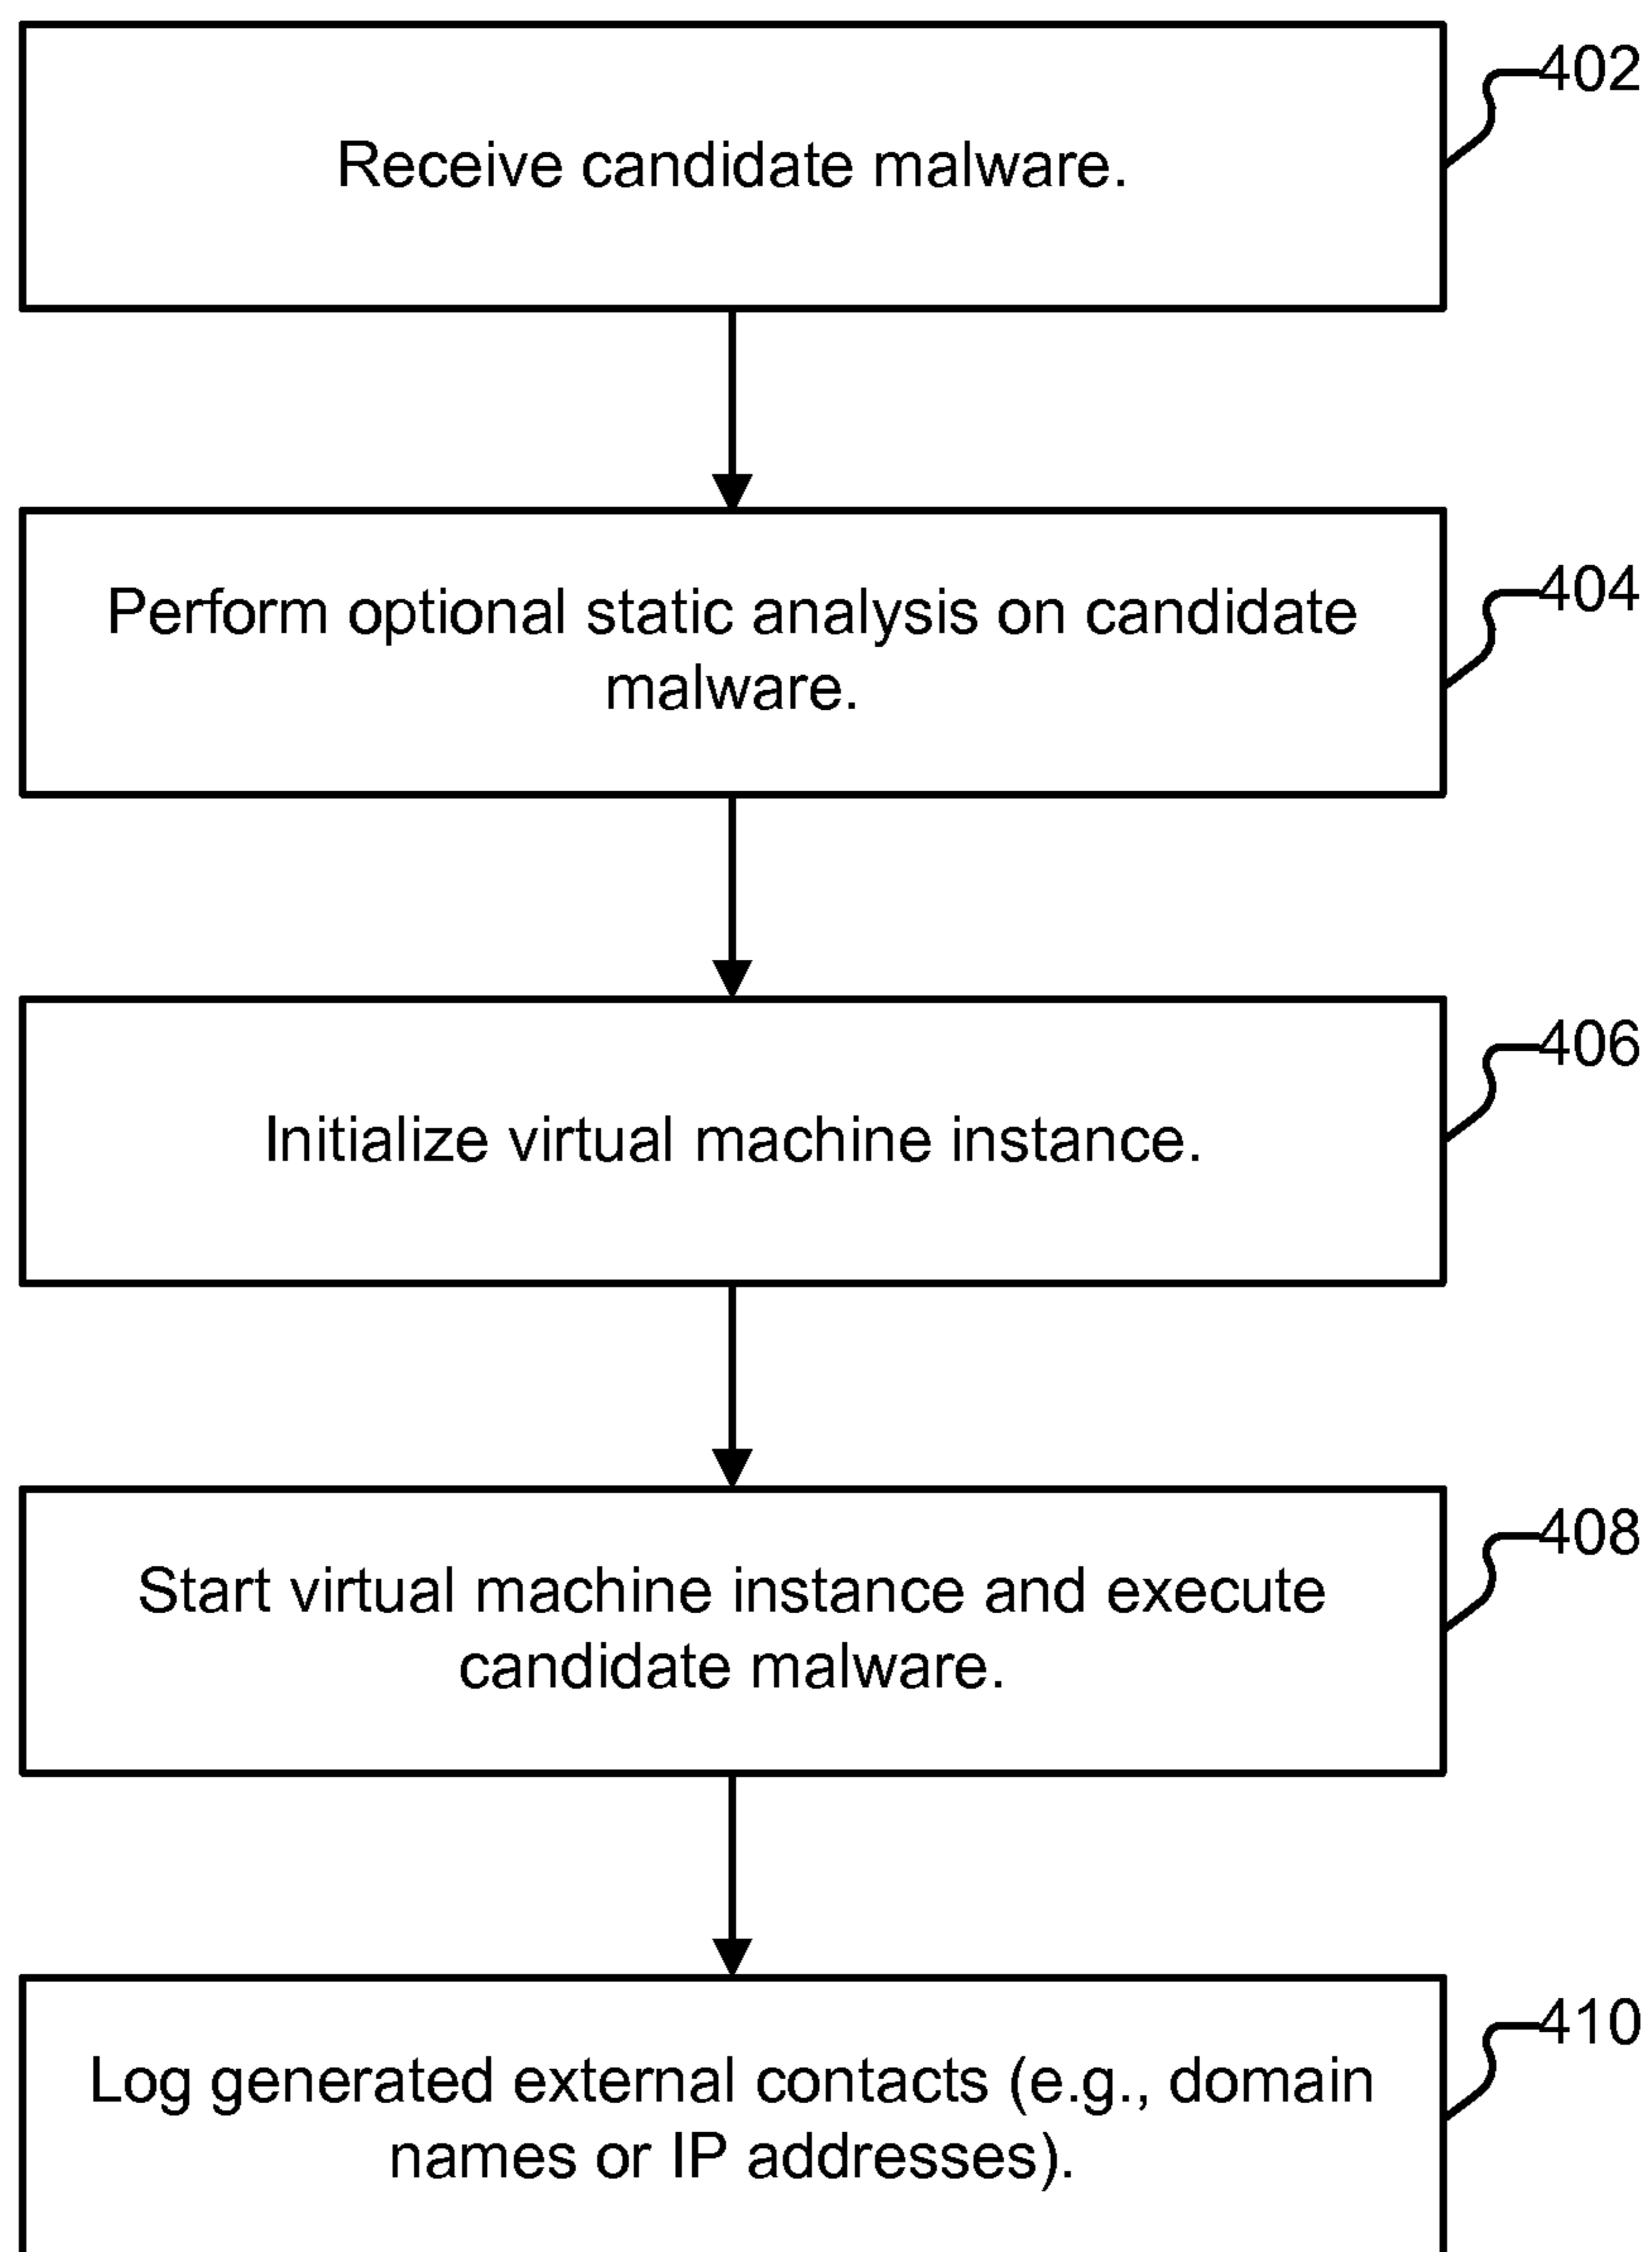 402
Receive candidate malware.
404
Perform optional static analysis on candidate
malware.
406
Initialize virtual machine instance.
408
Start virtual machine instance and execute
candidate malware.
410
Log generated external contacts (e.g., domain
names or IP addresses).